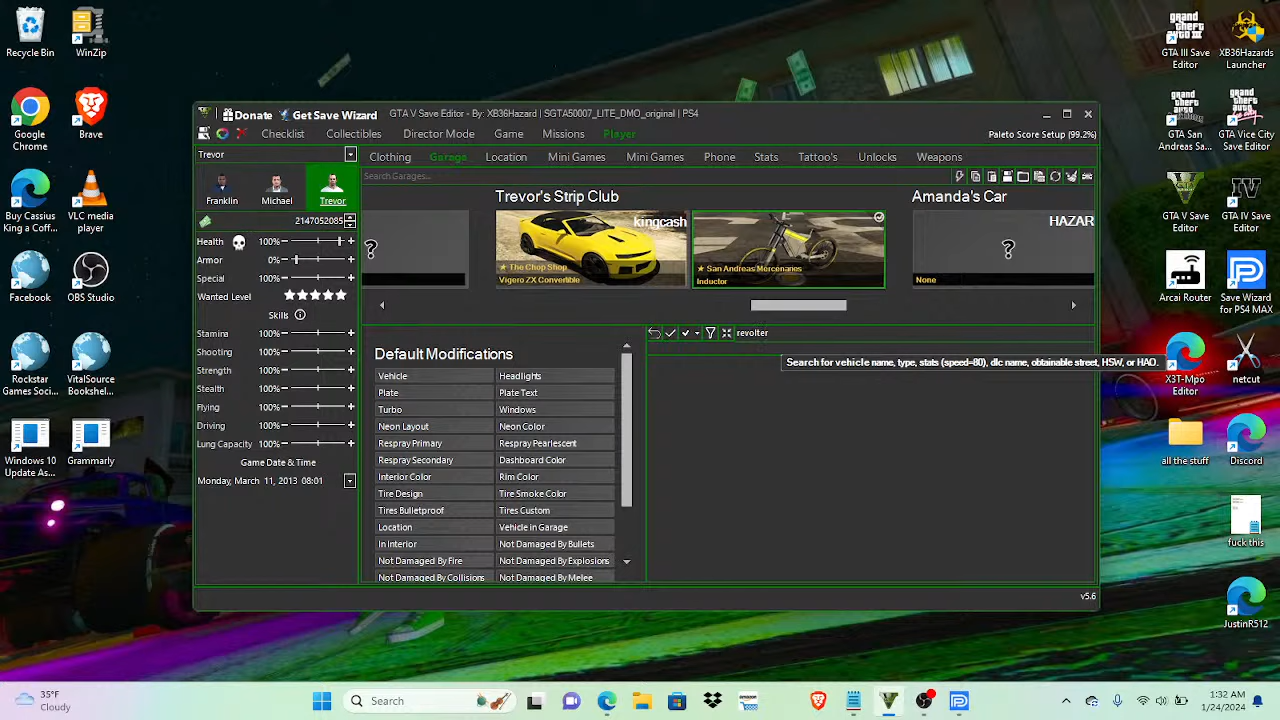 Recycle Bin
WinZip
Google Chrome
Brave
Become Cassius
King a Coff...
VLC media player
Facebook
OBS Studio
Rockstar Games Soci...
VitalSource Bookshel...
Windows 10 Update As...
Grammarly
Donate Get Save Wizard GTA V Save Editor - By XB36Hazard | SGTA50007_LITE_DMO_original | PS4
Checklist Collectibles Director Mode Game Missions Player Paleto Score Setup (99.2%)
Trevor
Clothing Garage Location Mini Games Mini Games Phone Stats Tattoo's Unlocks Weapons
Search Garages...
Franklin Michael Trevor
2147052085
Health 100%
Armor 0%
Special 100%
Wanted Level
Skills
Stamina 100%
Shooting 100%
Strength 100%
Stealth 100%
Flying 100%
Driving 100%
Lung Capacity 100%
Game Date & Time
Monday, March 11, 2013 08:01
Trevor's Strip Club Amanda's Car
?
kingcash
★ The Chop Shop
Vigero ZX Convertible
★ San Andreas Mercenaries
Inductor
HAZAR
?
None
revolter
Search for vehicle name, type, stats (speed=80), dlc name, obtainable street, HSW, or HAO
Default Modifications
Vehicle Headlights
Plate Plate Text
Turbo Windows
Neon Layout Neon Color
Respray Primary Respray Pearlescent
Respray Secondary Dashboard Color
Interior Color Rim Color
Tire Design Tire Smoke Color
Tires Bulletproof Tires Custom
Location Vehicle in Garage
In Interior Not Damaged By Bullets
Not Damaged By Fire Not Damaged By Explosions
Not Damaged By Collisions Not Damaged By Melee
v5.6
grand theft auto III
GTA III Save Editor
XB36Hazards Launcher
GTA San Andreas Sa...
GTA Vice City Save Editor
GTA V Save Editor
IV
GTA IV Save Editor
Arcai Router
Save Wizard for PS4 MAX
X3T-Mpo Editor
netcut
all the stuff
Discord
fuck this
JustinR512
35°F
Cloudy
Search
amazon
1:32 AM
1/24/2024